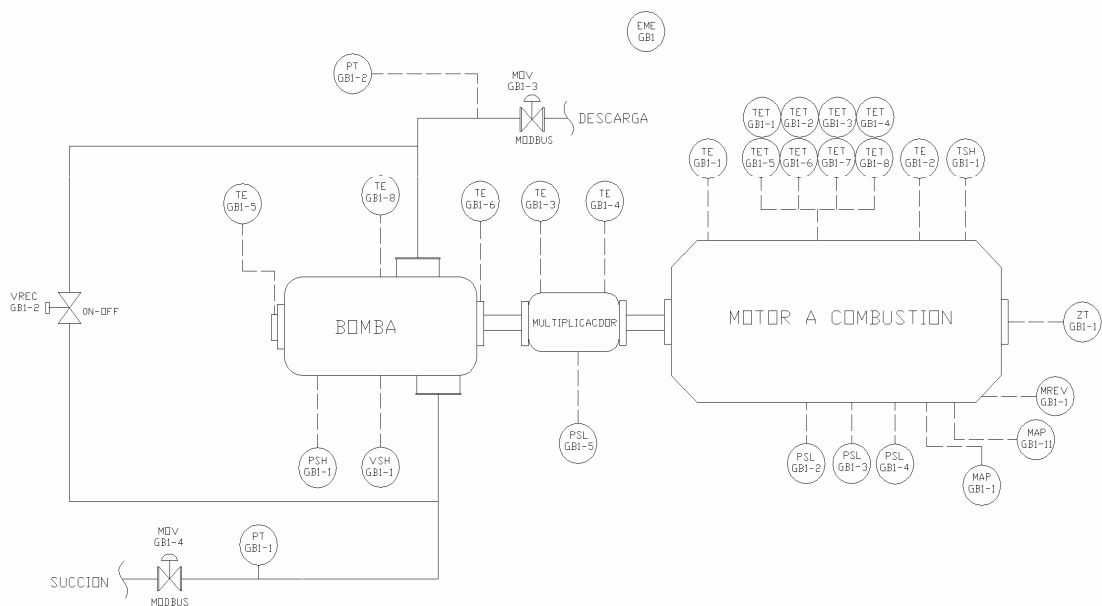 EME
GB1
PT
GB1-2
MOV
GB1-3
DESCARGA
MODBUS
TET
GB1-1
TET
GB1-2
TET
GB1-3
TET
GB1-4
TE
GB1-1
TET
GB1-5
TET
GB1-6
TET
GB1-7
TET
GB1-8
TE
GB1-2
TSH
GB1-1
TE
GB1-5
TE
GB1-8
TE
GB1-6
TE
GB1-3
TE
GB1-4
VREC
GB1-2
ON-OFF
BOMBA
MULTIPLICACDOR
MOTOR A COMBUSTION
ZT
GB1-1
MREV
GB1-1
MAP
GB1-11
PSL
GB1-5
PSH
GB1-1
VSH
GB1-1
PSL
GB1-2
PSL
GB1-3
PSL
GB1-4
MAP
GB1-1
MOV
GB1-4
PT
GB1-1
SUCCION
MODBUS